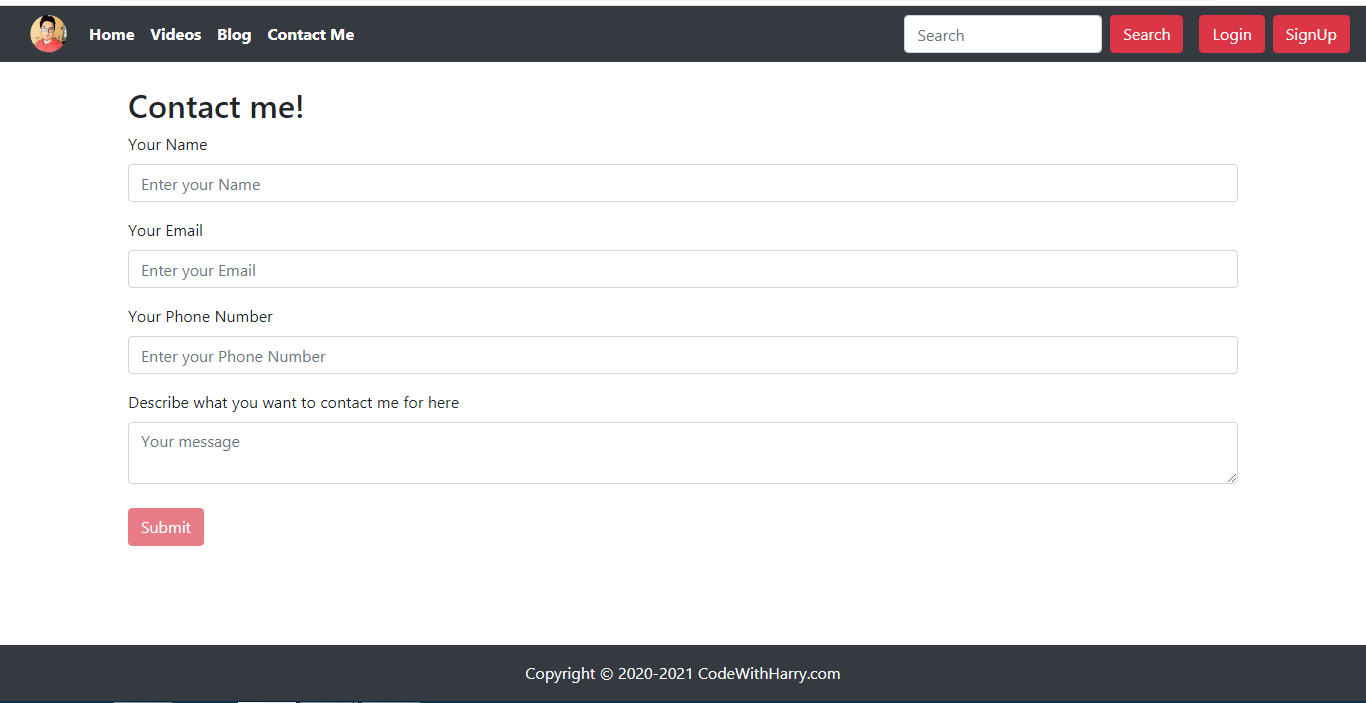 Home Videos Blog Contact Me Search Search Login SignUp
Contact me!
Your Name
Enter your Name
Your Email
Enter your Email
Your Phone Number
Enter your Phone Number
Describe what you want to contact me for here
Your message
Submit
Copyright © 2020-2021 CodeWithHarry.com